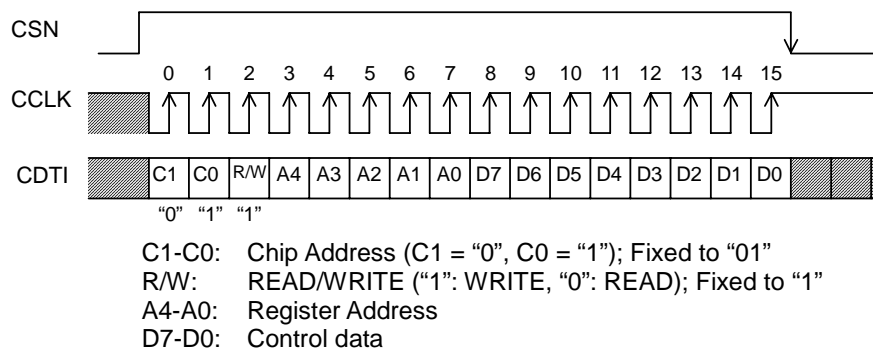 CSN
0 1 2 3 4 5 6 7 8 9 10 11 12 13 14 15
CCLK
CDTI C1 C0 R/W A4 A3 A2 A1 A0 D7 D6 D5 D4 D3 D2 D1 D0
“0” “1” “1”
C1-C0: Chip Address (C1 = “0”, C0 = “1”); Fixed to “01”
R/W: READ/WRITE (“1”: WRITE, “0”: READ); Fixed to “1”
A4-A0: Register Address
D7-D0: Control data